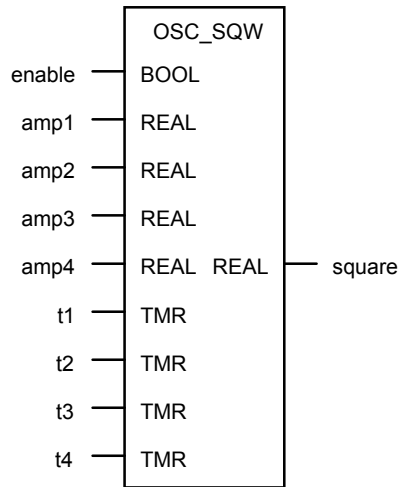 OSC_SQW
enable BOOL
amp1 REAL
amp2 REAL
amp3 REAL
amp4 REAL REAL square
t1 TMR
t2 TMR
t3 TMR
t4 TMR